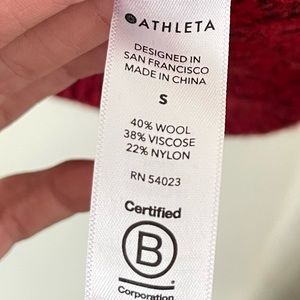 ATHLETA
DESIGNED IN
SAN FRANCISCO
MADE IN CHINA
S
40% WOOL
38% VISCOSE
22% NYLON
RN 54023
Certified
B
Corporation